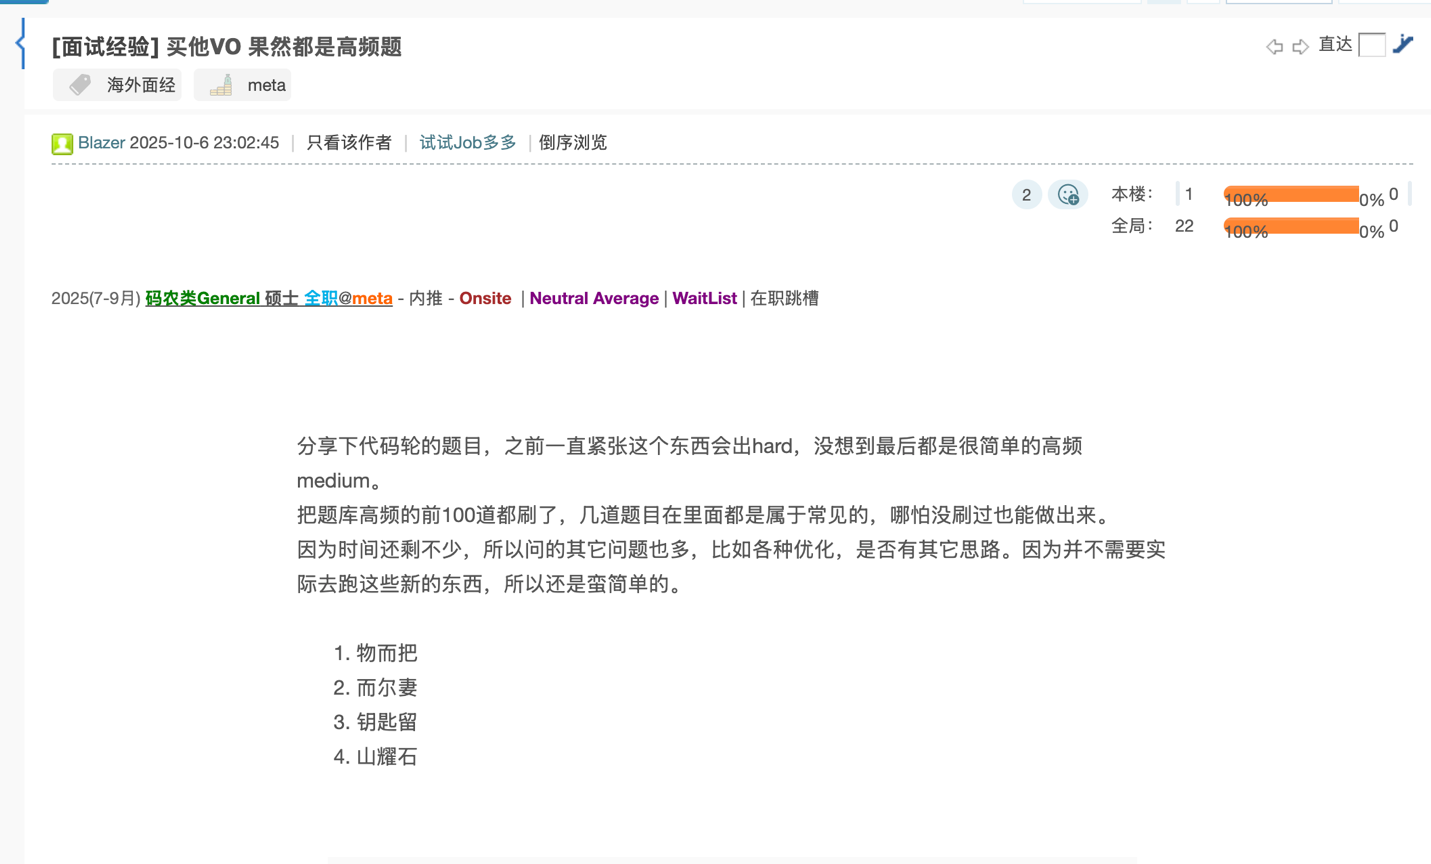 [面试经验] 买他VO 果然都是高频题
直达
海外面经 meta
Blazer 2025-10-6 23:02:45 | 只看该作者 | 试试Job多多 | 倒序浏览
2 本楼： 1 100% 0% 0
全局： 22 100% 0% 0
2025(7-9月) 码农类General 硕士 全职@meta - 内推 - Onsite | Neutral Average | WaitList | 在职跳槽
分享下代码轮的题目，之前一直紧张这个东西会出hard，没想到最后都是很简单的高频
medium。
把题库高频的前100道都刷了，几道题目在里面都是属于常见的，哪怕没刷过也能做出来。
因为时间还剩不少，所以问的其它问题也多，比如各种优化，是否有其它思路。因为并不需要实
际去跑这些新的东西，所以还是蛮简单的。
1. 物而把
2. 而尔妻
3. 钥匙留
4. 山耀石